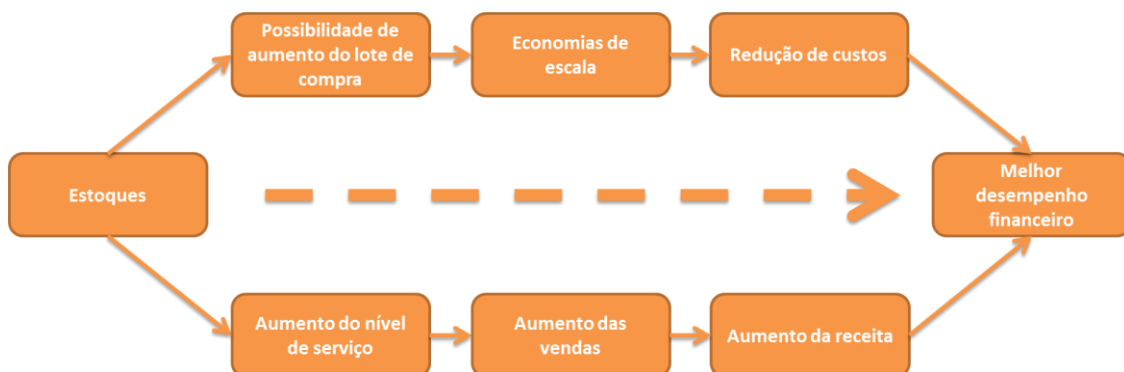 Possibilidade de
aumento do lote de
compra
Economias de
escala
Redução de custos
Estoques
Melhor
desempenho
financeiro
Aumento do nível
de serviço
Aumento das
vendas
Aumento da receita